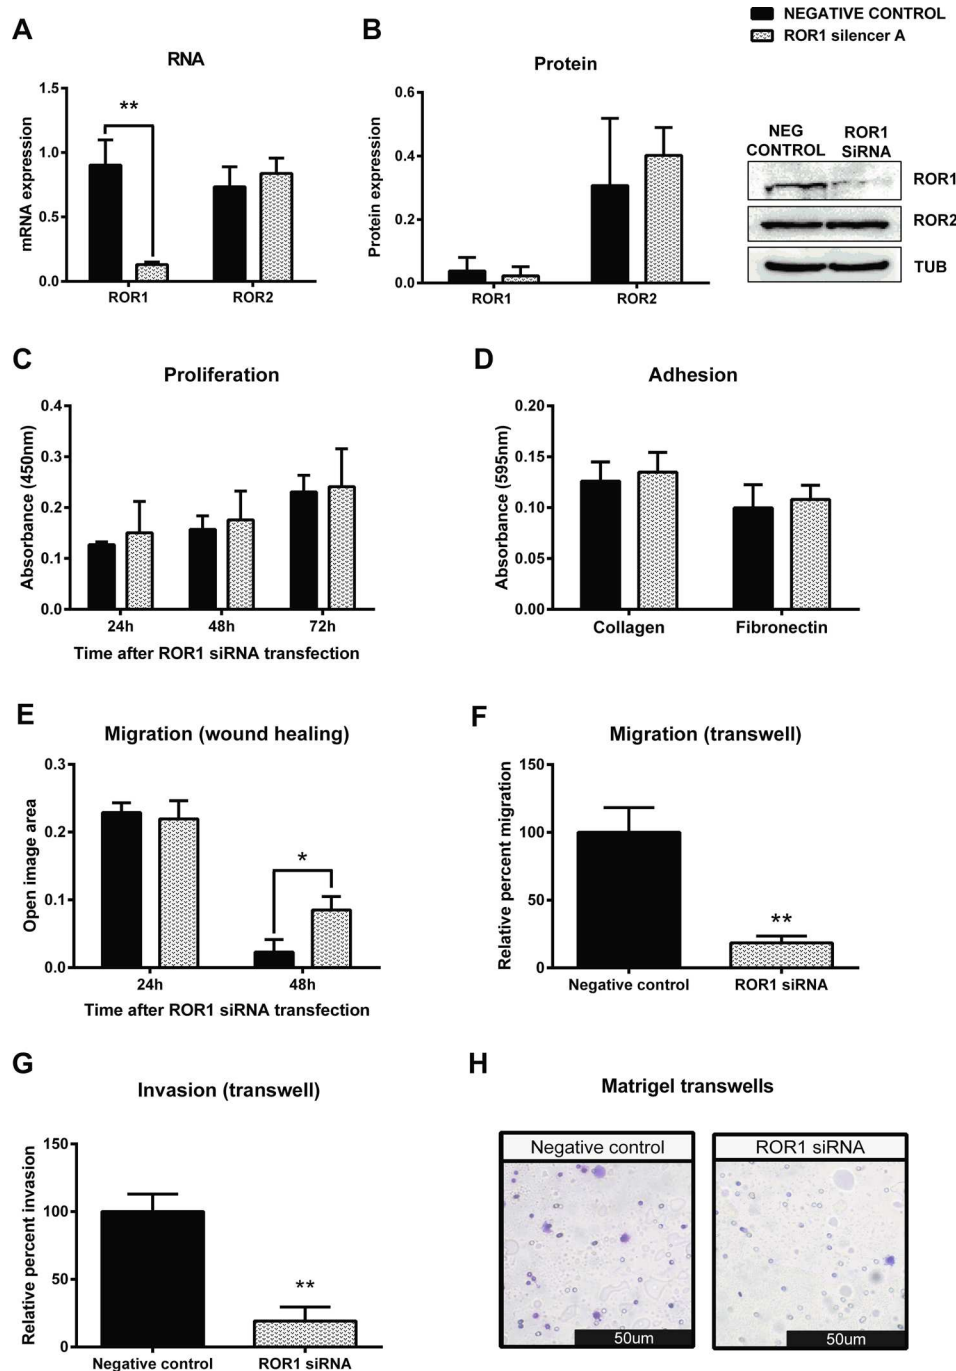 NEGATIVE CONTROL
ROR1 silencer A
A
RNA
mRNA expression
1.5
1.0
0.5
0.0
**
ROR1
ROR2
B
Protein
Protein expression
0.6
0.4
0.2
0.0
ROR1
ROR2
NEG CONTROL
ROR1 SiRNA
ROR1
ROR2
TUB
C
Proliferation
Absorbance (450nm)
0.4
0.3
0.2
0.1
0.0
24h
48h
72h
Time after ROR1 siRNA transfection
D
Adhesion
Absorbance (595nm)
0.20
0.15
0.10
0.05
0.00
Collagen
Fibronectin
E
Migration (wound healing)
Open image area
0.3
0.2
0.1
0.0
*
24h
48h
Time after ROR1 siRNA transfection
F
Migration (transwell)
Relative percent migration
150
100
50
0
**
Negative control
ROR1 siRNA
G
Invasion (transwell)
Relative percent invasion
150
100
50
0
**
Negative control
ROR1 siRNA
H
Matrigel transwells
Negative control
ROR1 siRNA
50um
50um